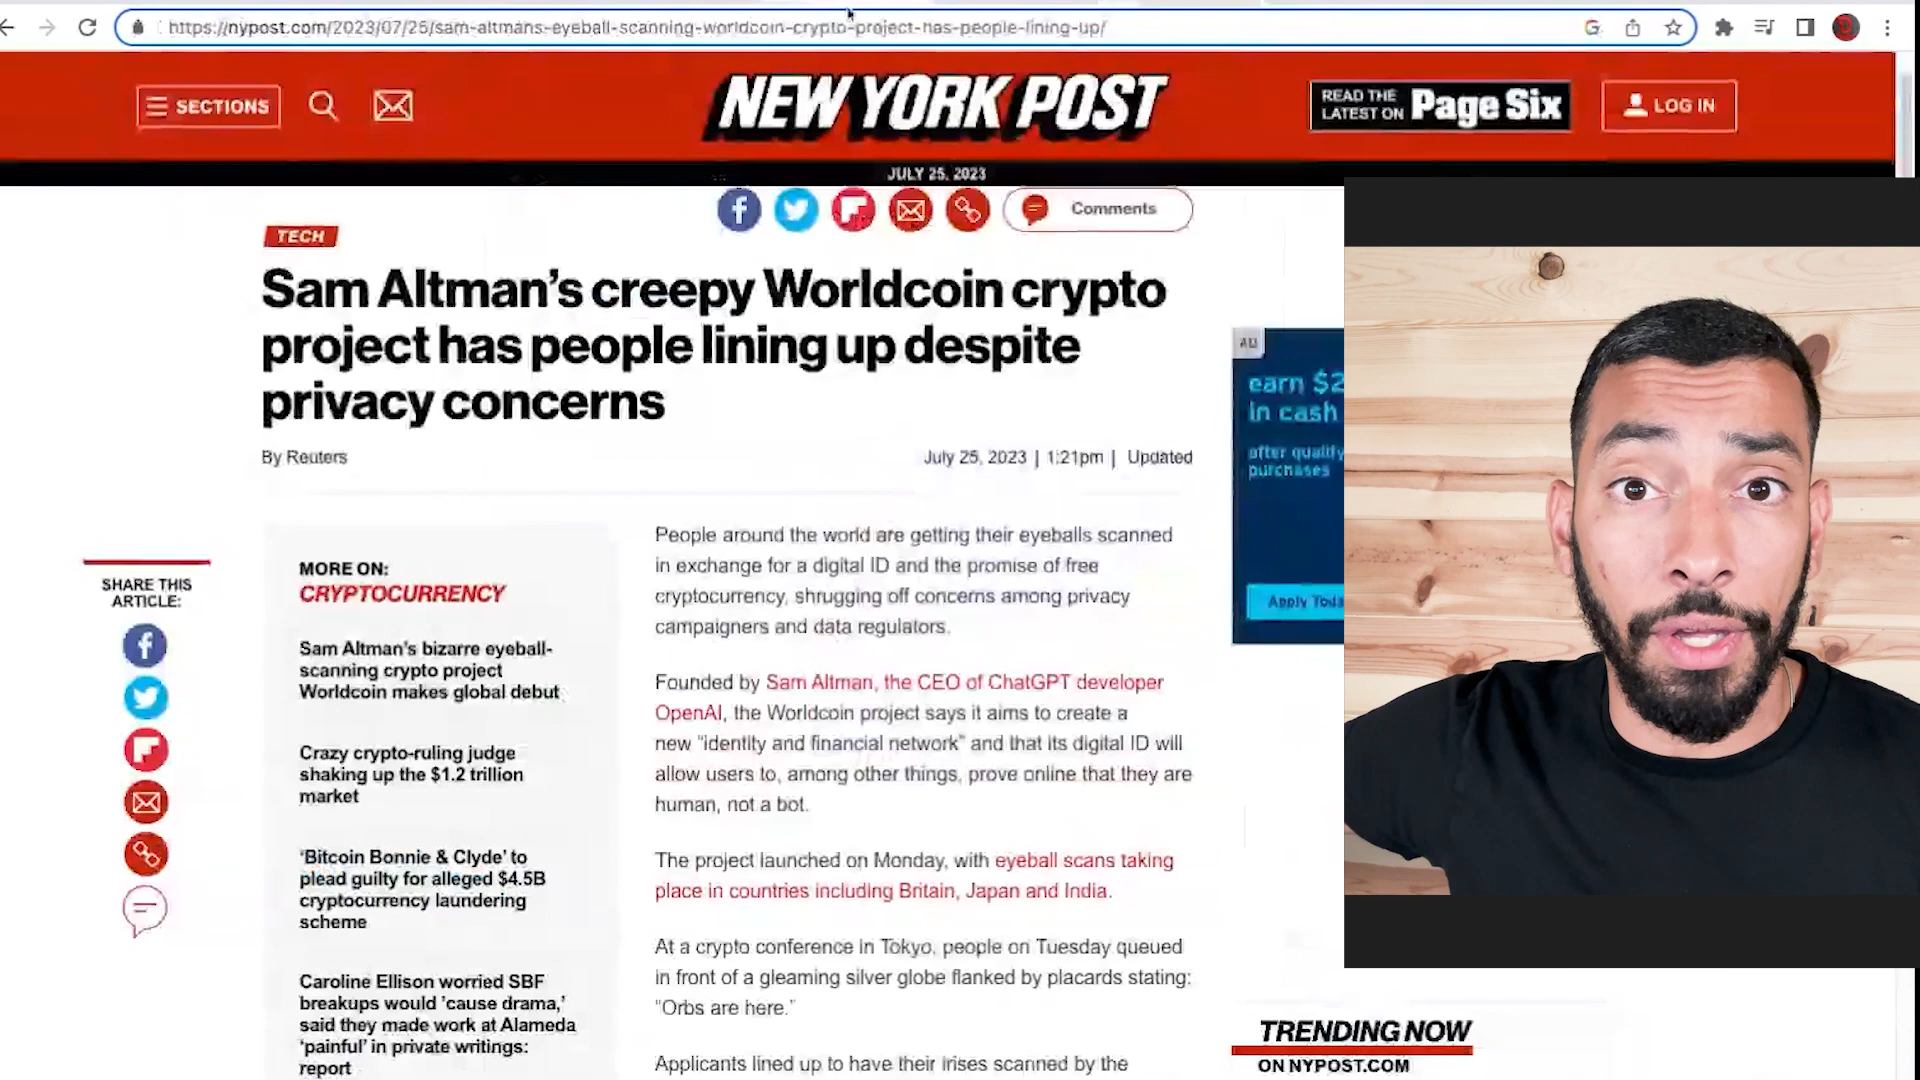 https://nypost.com/2023/07/25/sam-altmans-eyeball-scanning-worldcoin-crypto-project-has-people-lining-up/
SECTIONS
NEW YORK POST
READ THE
LATEST ON
Page Six
LOG IN
JULY 25, 2023
Comments
TECH
Sam Altman's creepy Worldcoin crypto
project has people lining up despite
privacy concerns
By Reuters
July 25, 2023 | 1:21pm | Updated
SHARE THIS
ARTICLE:
MORE ON:
CRYPTOCURRENCY
Sam Altman's bizarre eyeball-
scanning crypto project
Worldcoin makes global debut
Crazy crypto-ruling judge
shaking up the $1.2 trillion
market
'Bitcoin Bonnie & Clyde' to
plead guilty for alleged $4.5B
cryptocurrency laundering
scheme
Caroline Ellison worried SBF
breakups would 'cause drama,'
said they made work at Alameda
'painful' in private writings:
report
People around the world are getting their eyeballs scanned
in exchange for a digital ID and the promise of free
cryptocurrency, shrugging off concerns among privacy
campaigners and data regulators.
Founded by Sam Altman, the CEO of ChatGPT developer
OpenAI, the Worldcoin project says it aims to create a
new "identity and financial network" and that its digital ID will
allow users to, among other things, prove online that they are
human, not a bot.
The project launched on Monday, with eyeball scans taking
place in countries including Britain, Japan and India.
At a crypto conference in Tokyo, people on Tuesday queued
in front of a gleaming silver globe flanked by placards stating:
"Orbs are here."
Applicants lined up to have their irises scanned by the
AD
earn $2
in cash
after qualify
purchases
Apply Toda
TRENDING NOW
ON NYPOST.COM